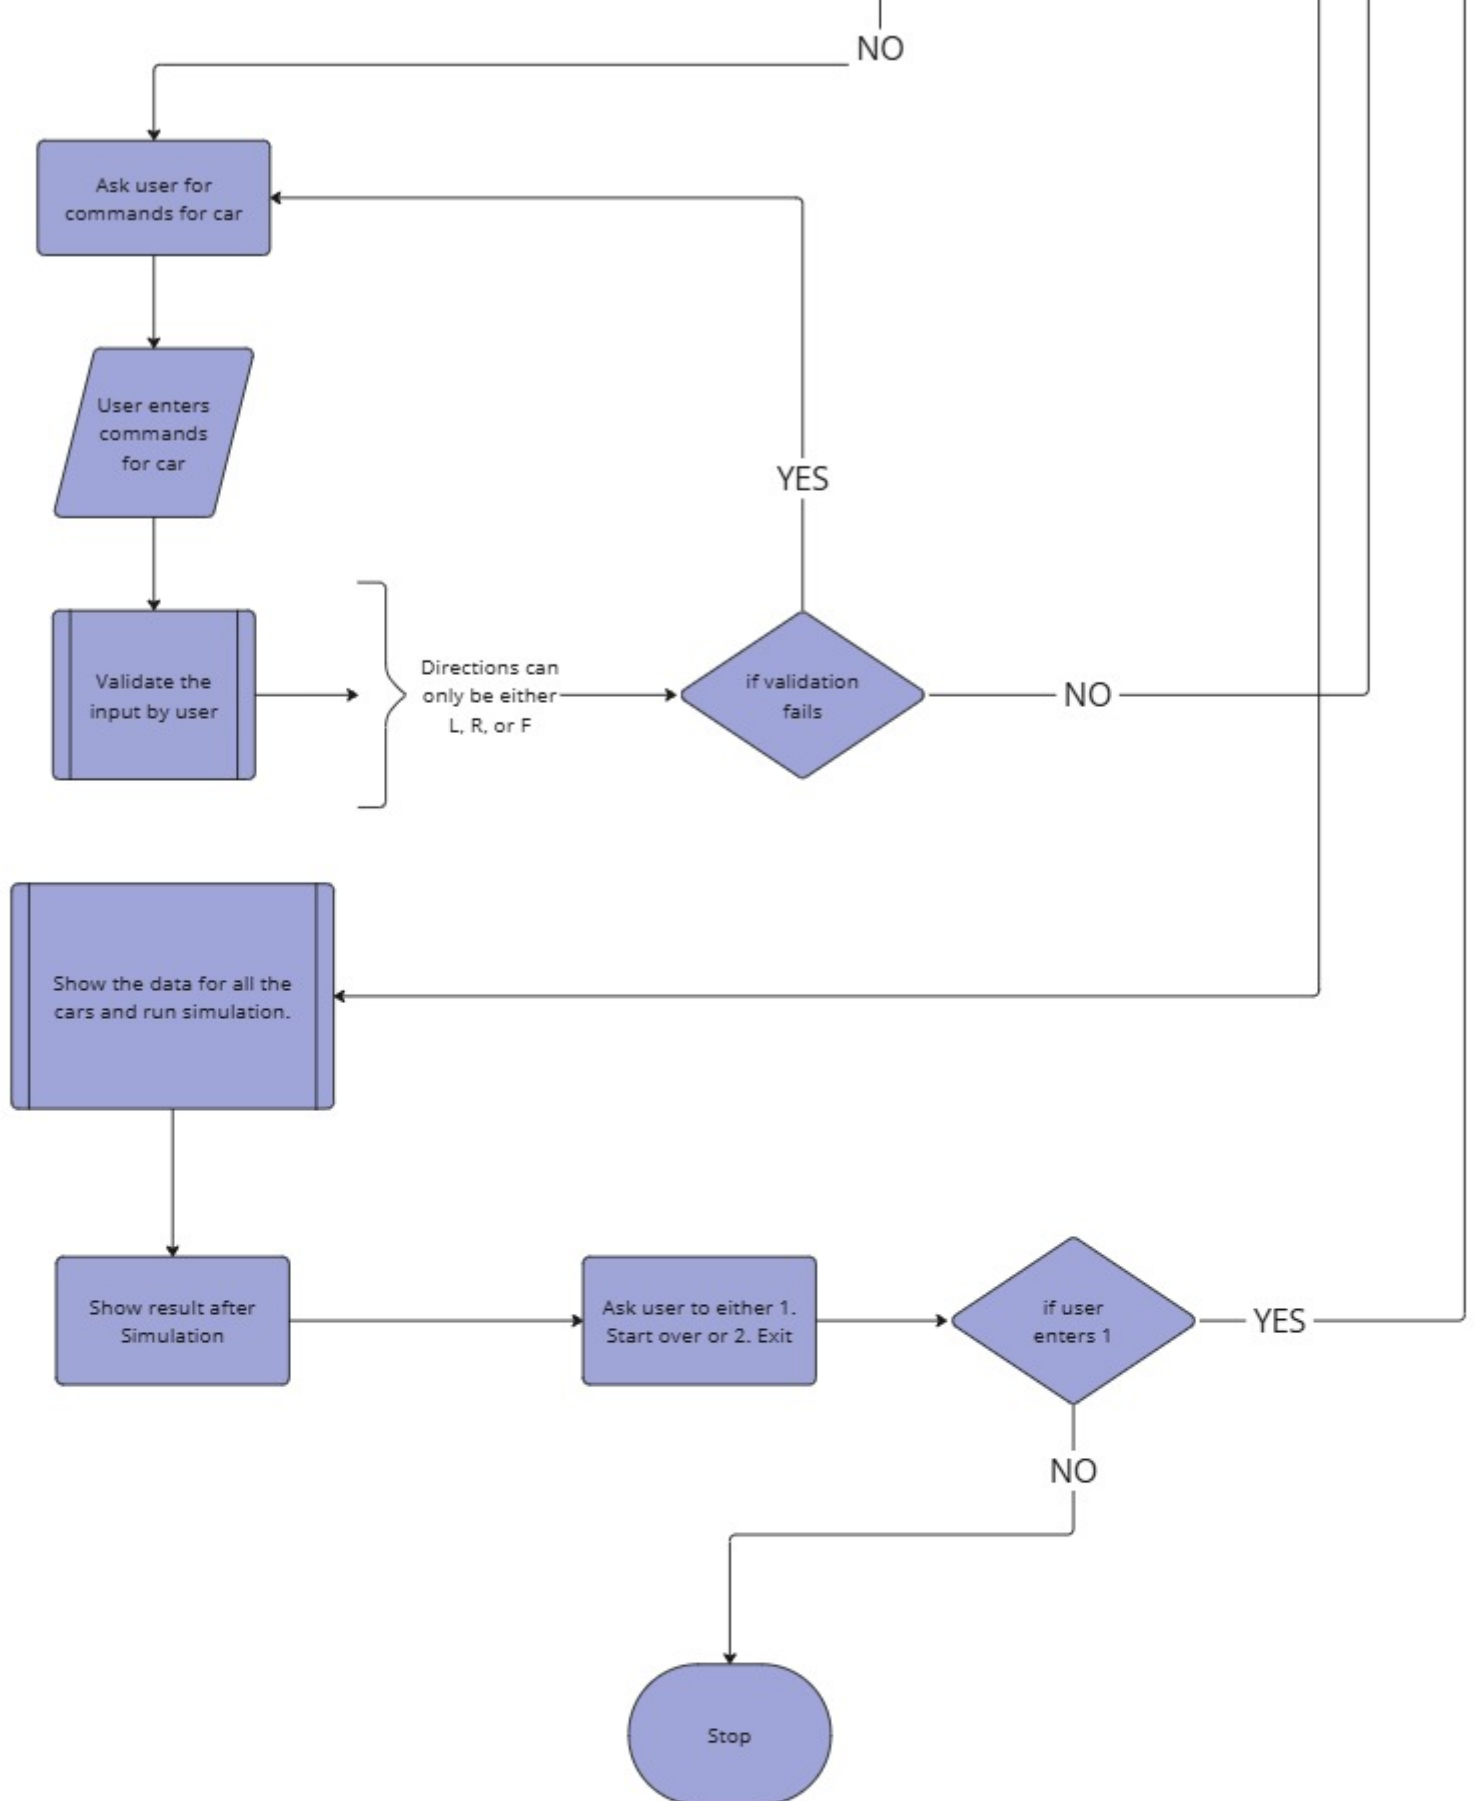 NO
Ask user for
commands for car
User enters
commands
for car
YES
Validate the
input by user
Directions can
only be either
L, R, or F
if validation
fails
NO
Show the data for all the
cars and run simulation.
Show result after
Simulation
Ask user to either 1.
Start over or 2. Exit
if user
enters 1
YES
NO
Stop